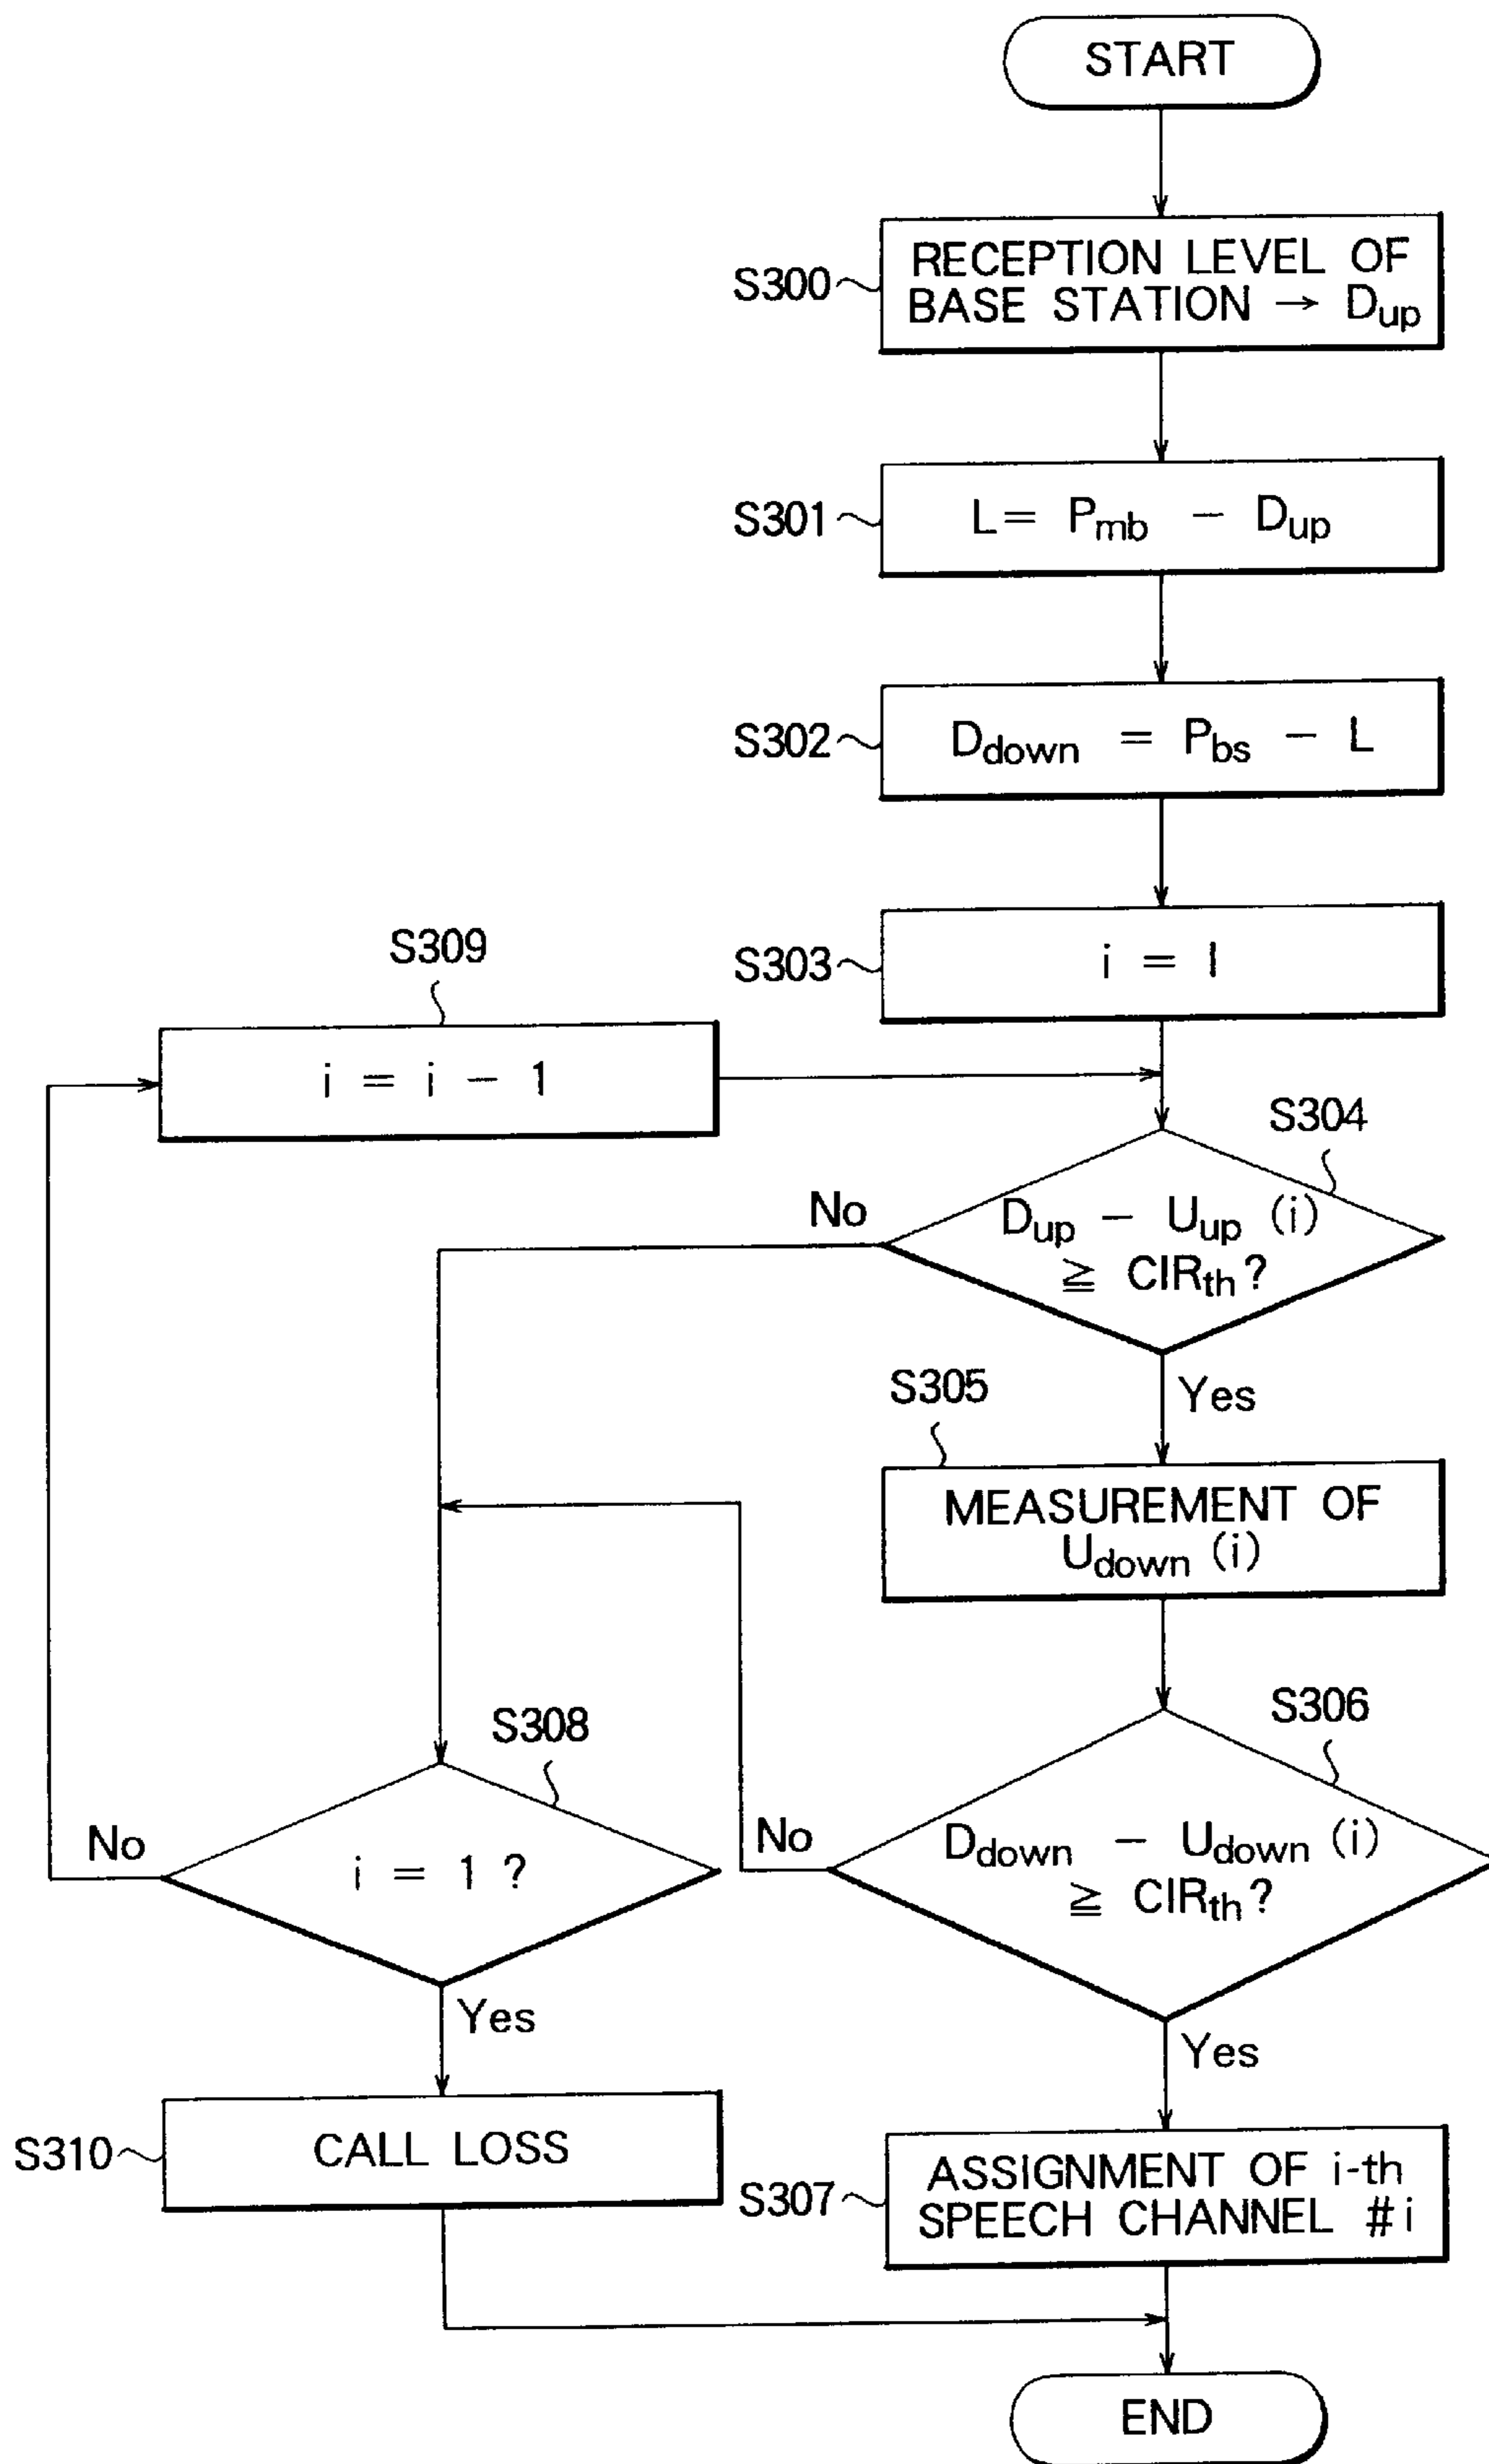 START
S300
RECEPTION LEVEL OF
BASE STATION → Dup
S301
L= Pmb − Dup
S302
Ddown = Pbs − L
S303
i = I
S309
i = i − 1
S304
Dup − Uup (i)
≧ CIRth?
No
Yes
S305
MEASUREMENT OF
Udown (i)
S306
Ddown − Udown (i)
≧ CIRth?
No
Yes
S308
i = 1 ?
No
Yes
S310
CALL LOSS
S307
ASSIGNMENT OF i-th
SPEECH CHANNEL #i
END